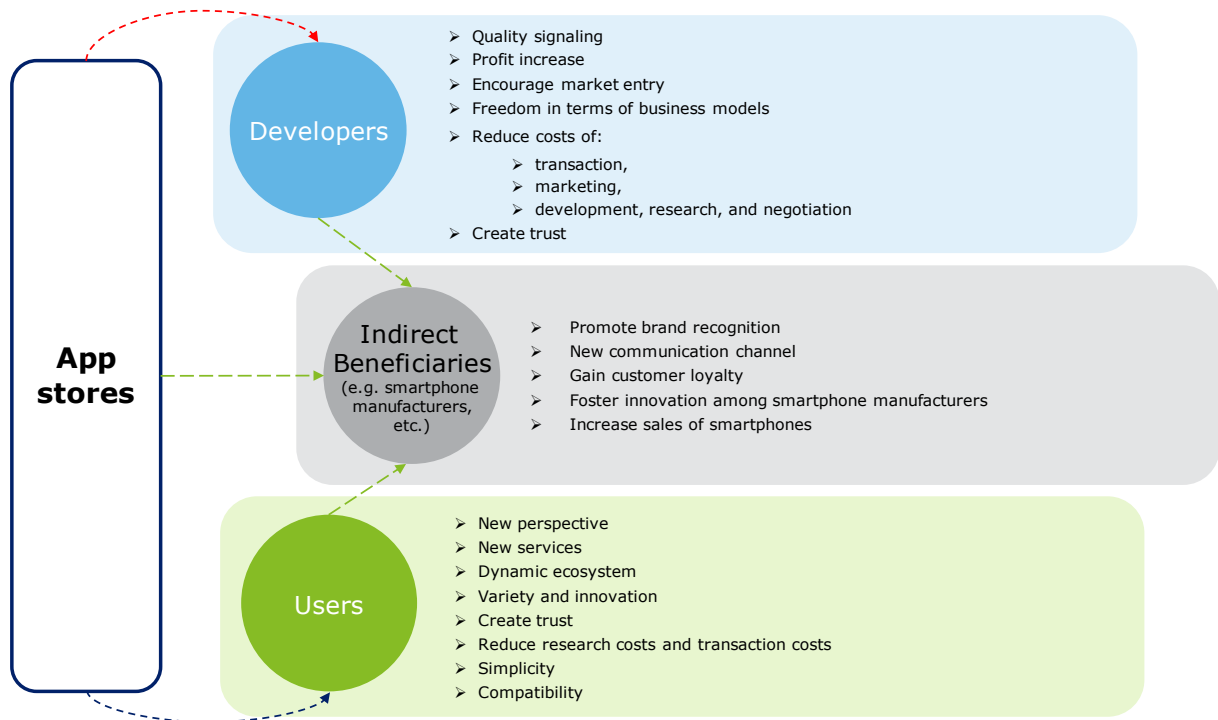 App
stores
Developers
➢ Quality signaling
➢ Profit increase
➢ Encourage market entry
➢ Freedom in terms of business models
➢ Reduce costs of:
➢ transaction,
➢ marketing,
➢ development, research, and negotiation
➢ Create trust
Indirect
Beneficiaries
(e.g. smartphone
manufacturers,
etc.)
➢ Promote brand recognition
➢ New communication channel
➢ Gain customer loyalty
➢ Foster innovation among smartphone manufacturers
➢ Increase sales of smartphones
Users
➢ New perspective
➢ New services
➢ Dynamic ecosystem
➢ Variety and innovation
➢ Create trust
➢ Reduce research costs and transaction costs
➢ Simplicity
➢ Compatibility